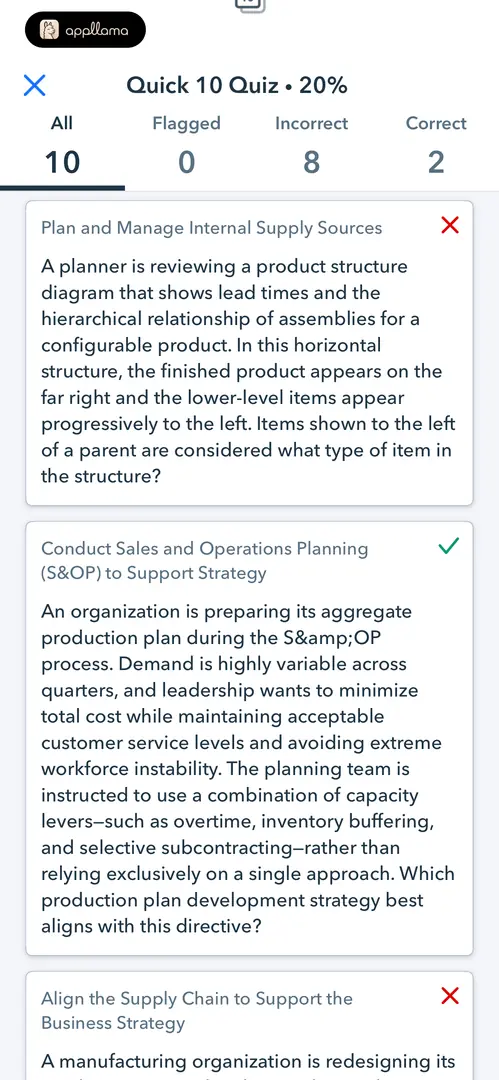 appllama
Quick 10 Quiz • 20%
All
Flagged
Incorrect
Correct
10
0
8
2
Plan and Manage Internal Supply Sources
A planner is reviewing a product structure
diagram that shows lead times and the
hierarchical relationship of assemblies for a
configurable product. In this horizontal
structure, the finished product appears on the
far right and the lower-level items appear
progressively to the left. Items shown to the left
of a parent are considered what type of item in
the structure?
Conduct Sales and Operations Planning
(S&OP) to Support Strategy
An organization is preparing its aggregate
production plan during the S&amp;OP
process. Demand is highly variable across
quarters, and leadership wants to minimize
total cost while maintaining acceptable
customer service levels and avoiding extreme
workforce instability. The planning team is
instructed to use a combination of capacity
levers—such as overtime, inventory buffering,
and selective subcontracting—rather than
relying exclusively on a single approach. Which
production plan development strategy best
aligns with this directive?
Align the Supply Chain to Support the
Business Strategy
A manufacturing organization is redesigning its